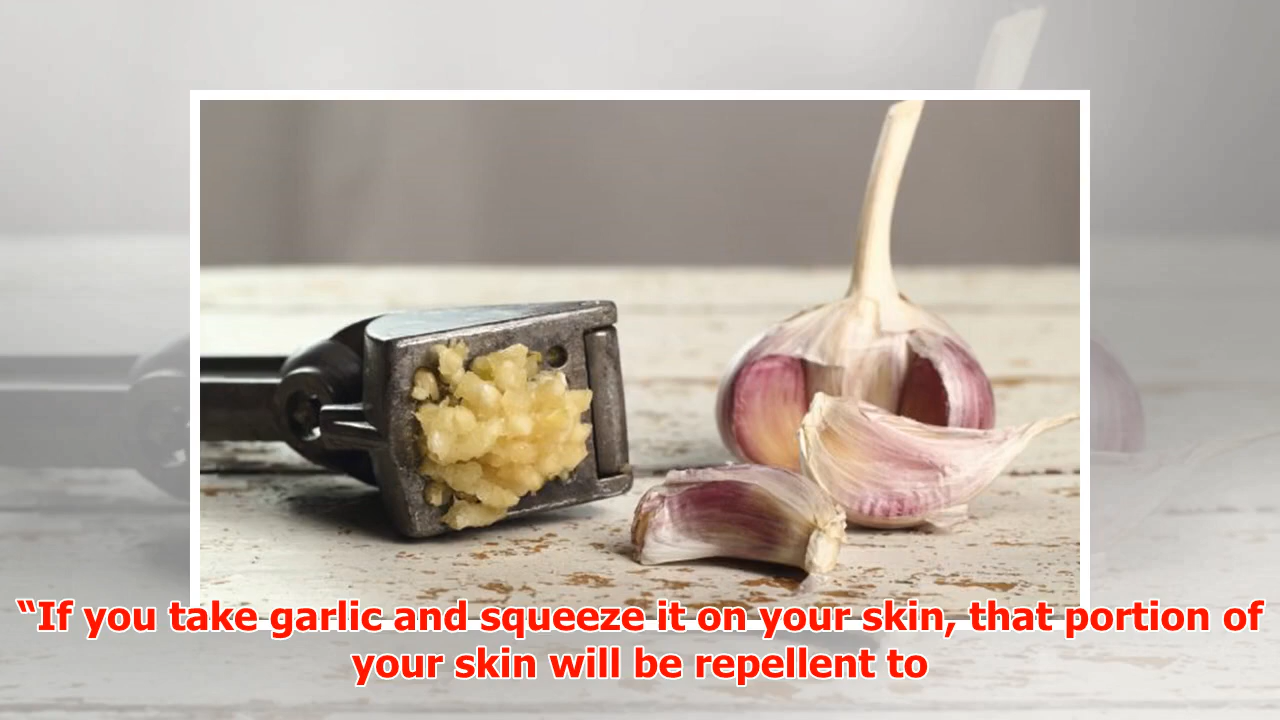 “If you take garlic and squeeze it on your skin, that portion of
your skin will be repellent to